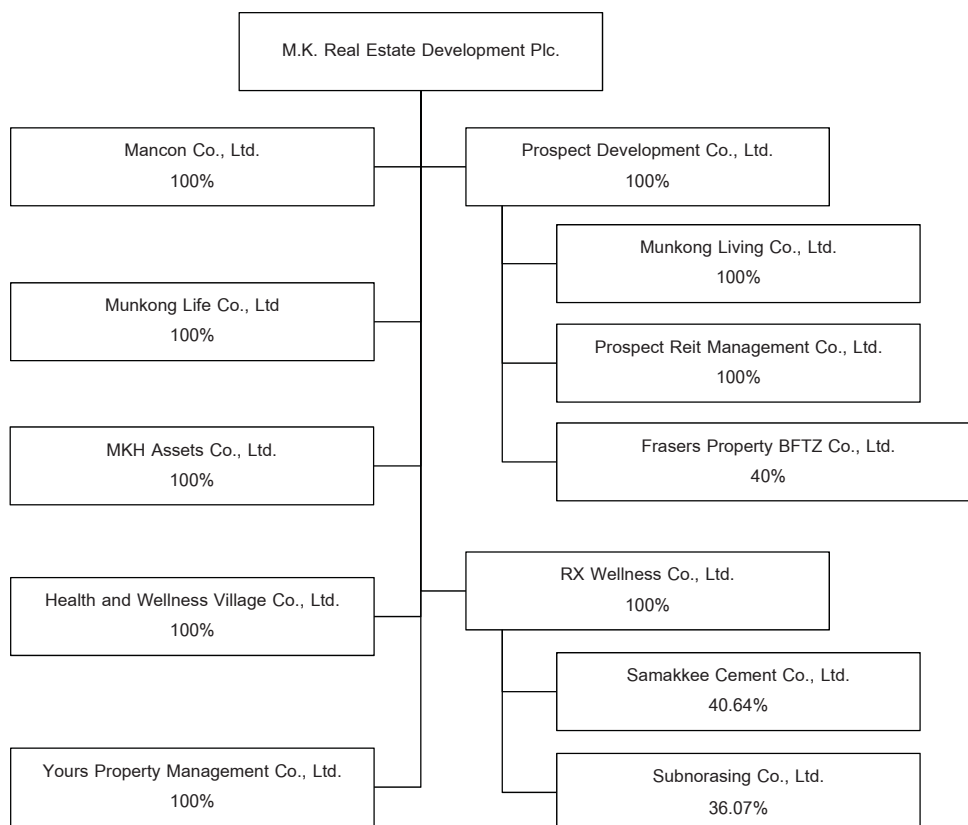 M.K. Real Estate Development Plc.
Mancon Co., Ltd.
100%
Munkong Life Co., Ltd
100%
MKH Assets Co., Ltd.
100%
Health and Wellness Village Co., Ltd.
100%
Yours Property Management Co., Ltd.
100%
Prospect Development Co., Ltd.
100%
Munkong Living Co., Ltd.
100%
Prospect Reit Management Co., Ltd.
100%
Frasers Property BFTZ Co., Ltd.
40%
RX Wellness Co., Ltd.
100%
Samakkee Cement Co., Ltd.
40.64%
Subnorasing Co., Ltd.
36.07%